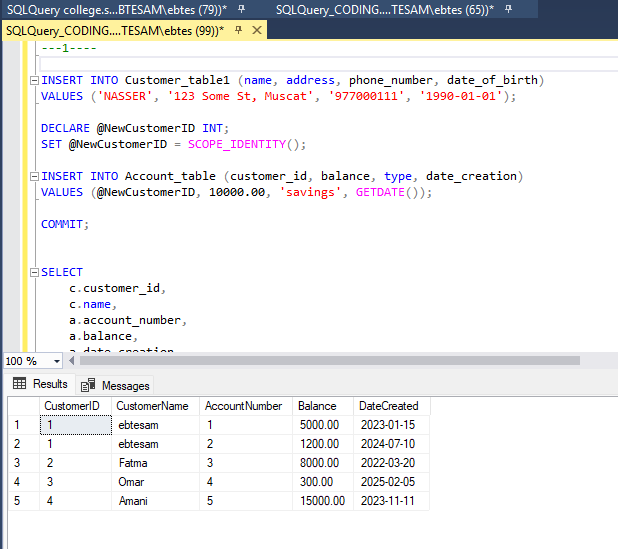 SQLQuery college.s...BTESAM\ebtes (79))*
SQLQuery_CODING....TESAM\ebtes (65))*
SQLQuery_CODING....TESAM\ebtes (99))*
---1----
INSERT INTO Customer_table1 (name, address, phone_number, date_of_birth)
VALUES ('NASSER', '123 Some St, Muscat', '977000111', '1990-01-01');
DECLARE @NewCustomerID INT;
SET @NewCustomerID = SCOPE_IDENTITY();
INSERT INTO Account_table (customer_id, balance, type, date_creation)
VALUES (@NewCustomerID, 10000.00, 'savings', GETDATE());
COMMIT;
SELECT
c.customer_id,
c.name,
a.account_number,
a.balance,
a.date_creation
100 %
Results Messages
CustomerID CustomerName AccountNumber Balance DateCreated
1 1 ebtesam 1 5000.00 2023-01-15
2 1 ebtesam 2 1200.00 2024-07-10
3 2 Fatma 3 8000.00 2022-03-20
4 3 Omar 4 300.00 2025-02-05
5 4 Amani 5 15000.00 2023-11-11